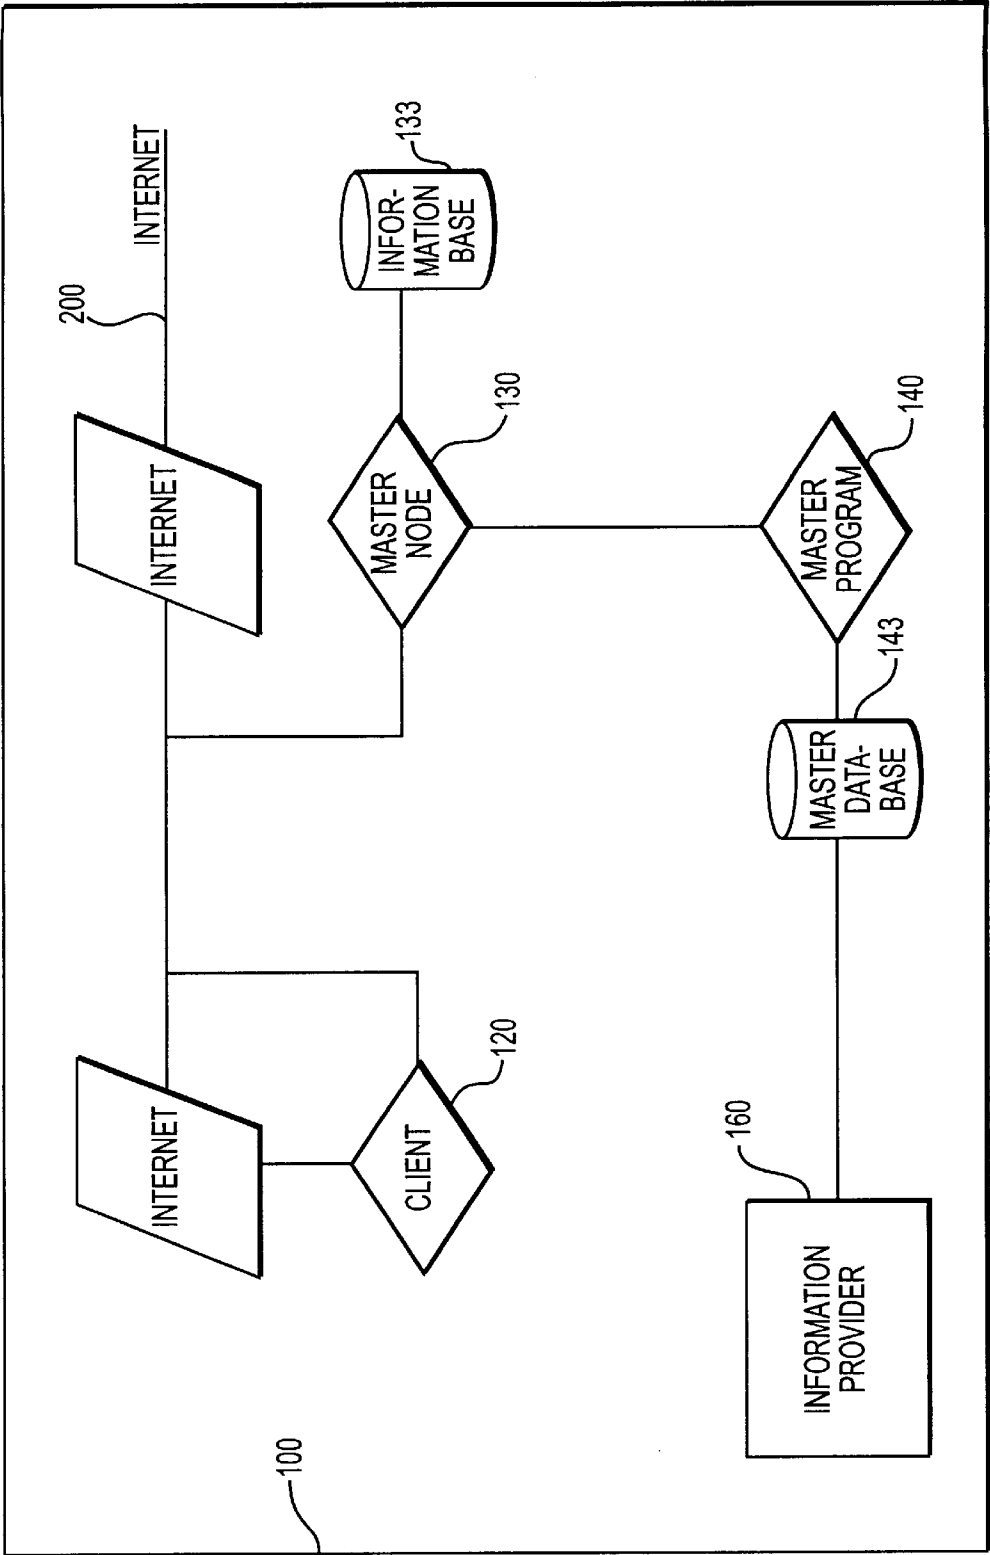 INTERNET
200
INTERNET
INTERNET
133
INFOR-
MATION
BASE
130
MASTER
NODE
140
MASTER
PROGRAM
143
MASTER
DATA-
BASE
120
CLIENT
160
INFORMATION
PROVIDER
100